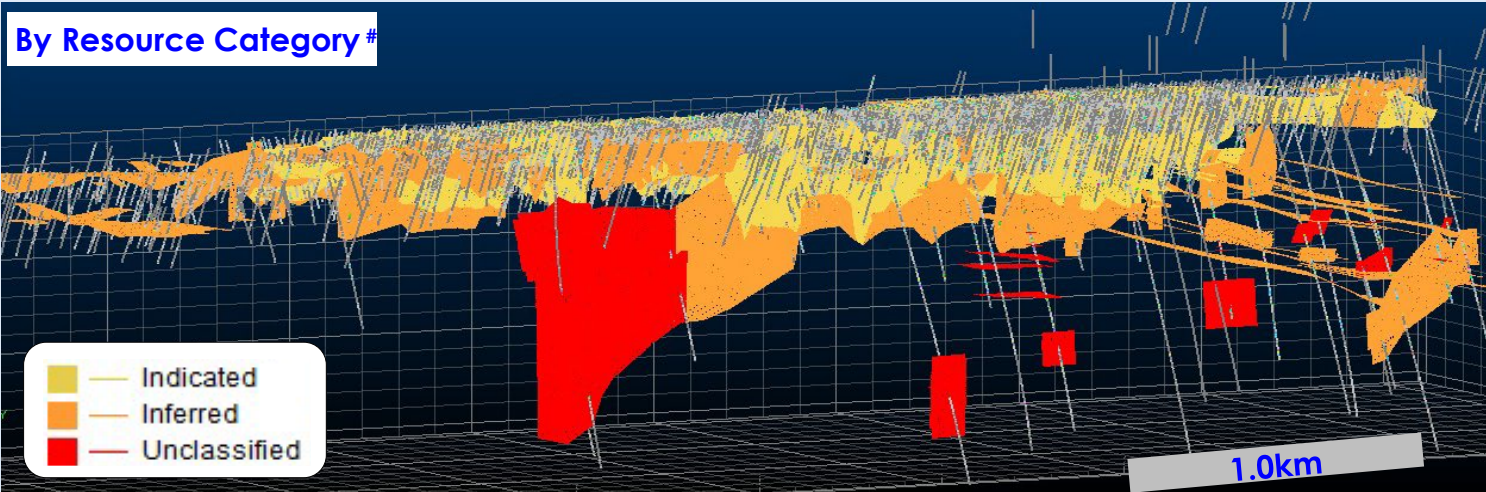 By Resource Category #
Indicated
Inferred
Unclassified
1.0km